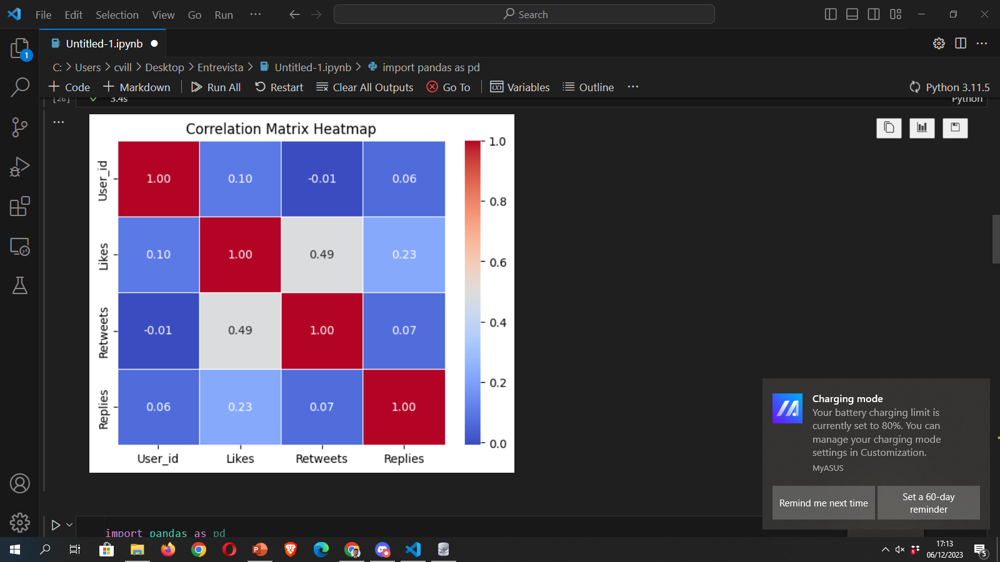 File Edit Selection View Go Run ··· Search
Untitled-1.ipynb
1
C: > Users > cvill > Desktop > Entrevista > Untitled-1.ipynb > import pandas as pd
+ Code + Markdown Run All Restart Clear All Outputs Go To Variables Outline ··· Python 3.11.5
[26] 3.4s Python
Correlation Matrix Heatmap
User_id 1.00 0.10 -0.01 0.06
Likes 0.10 1.00 0.49 0.23
Retweets -0.01 0.49 1.00 0.07
Replies 0.06 0.23 0.07 1.00
User_id Likes Retweets Replies
1.0
0.8
0.6
0.4
0.2
0.0
Charging mode
Your battery charging limit is
currently set to 80%. You can
manage your charging mode
settings in Customization.
MyASUS
Remind me next time
Set a 60-day
reminder
import pandas as pd
17:13
06/12/2023
5